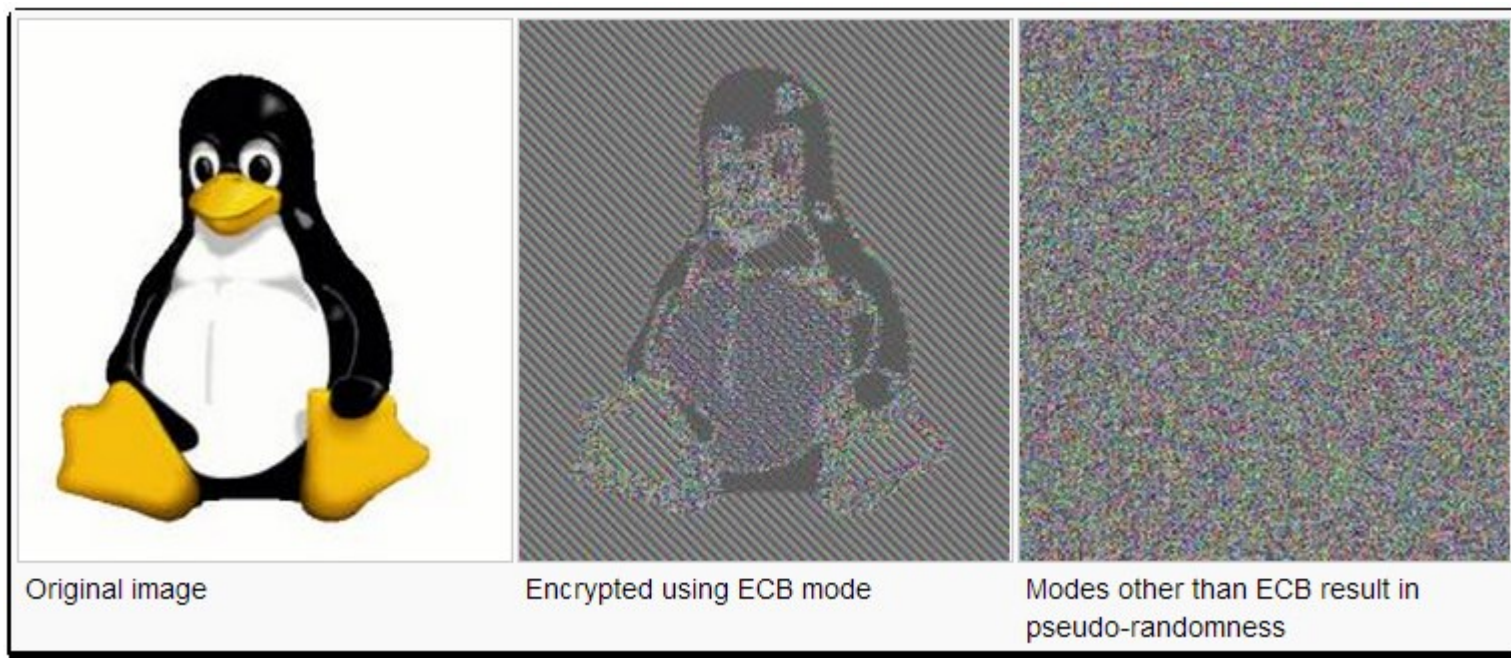 Original image
Encrypted using ECB mode
Modes other than ECB result in
pseudo-randomness